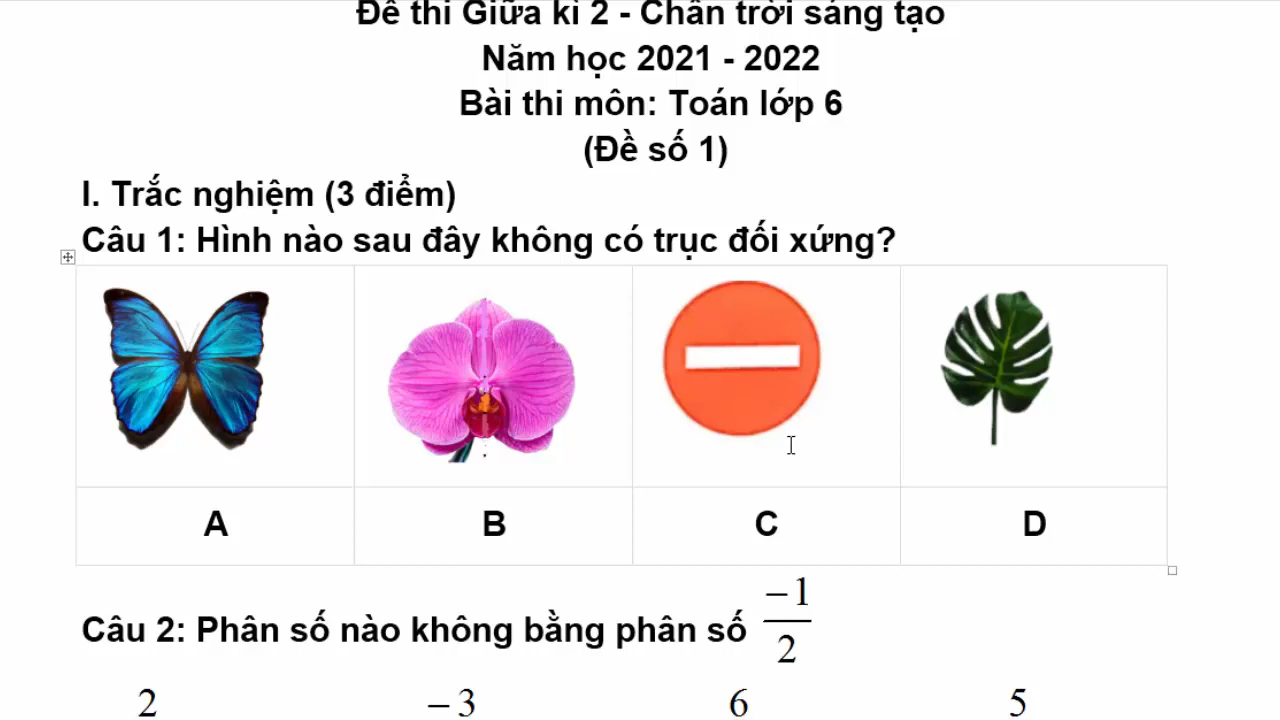 Đề thi Giữa kì 2 - Chân trời sáng tạo
Năm học 2021 - 2022
Bài thi môn: Toán lớp 6
(Đề số 1)
I. Trắc nghiệm (3 điểm)
Câu 1: Hình nào sau đây không có trục đối xứng?
A B C D
Câu 2: Phân số nào không bằng phân số -1/2
2 -3 6 5